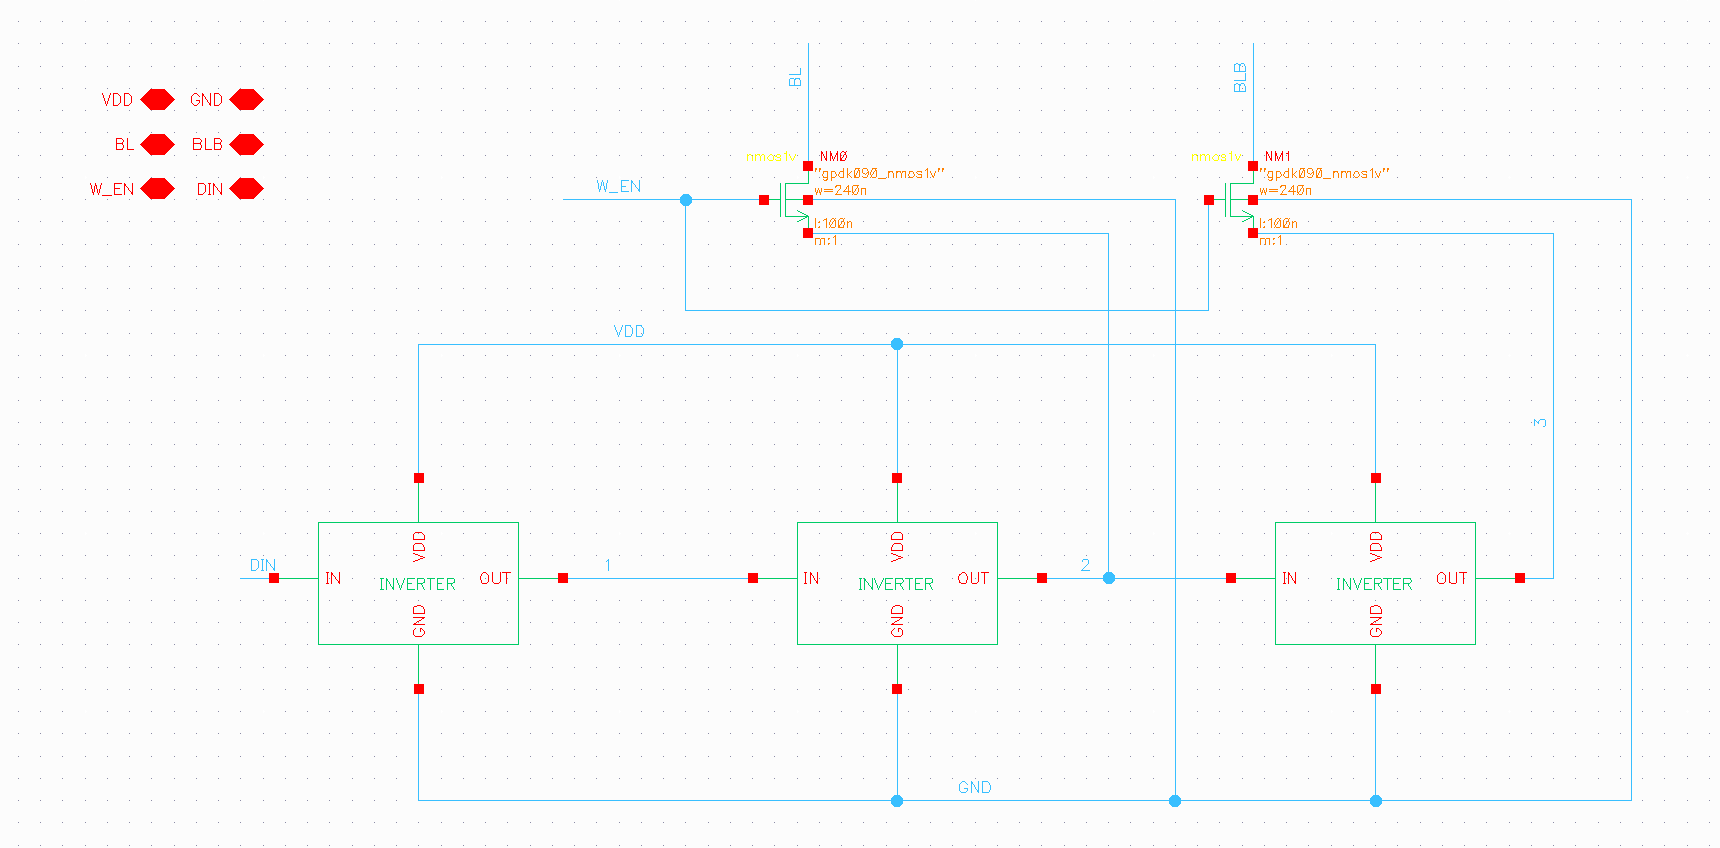 BL
BLB
VDD GND
BL BLB
W_EN DIN
nmos1v NM0
"gpdk090_nmos1v"
w=240n
l:100n
m:1
nmos1v NM1
"gpdk090_nmos1v"
w=240n
l:100n
m:1
W_EN
VDD
3
DIN
IN
VDD
INVERTER
GND
OUT
1
IN
VDD
INVERTER
GND
OUT
2
IN
VDD
INVERTER
GND
OUT
GND